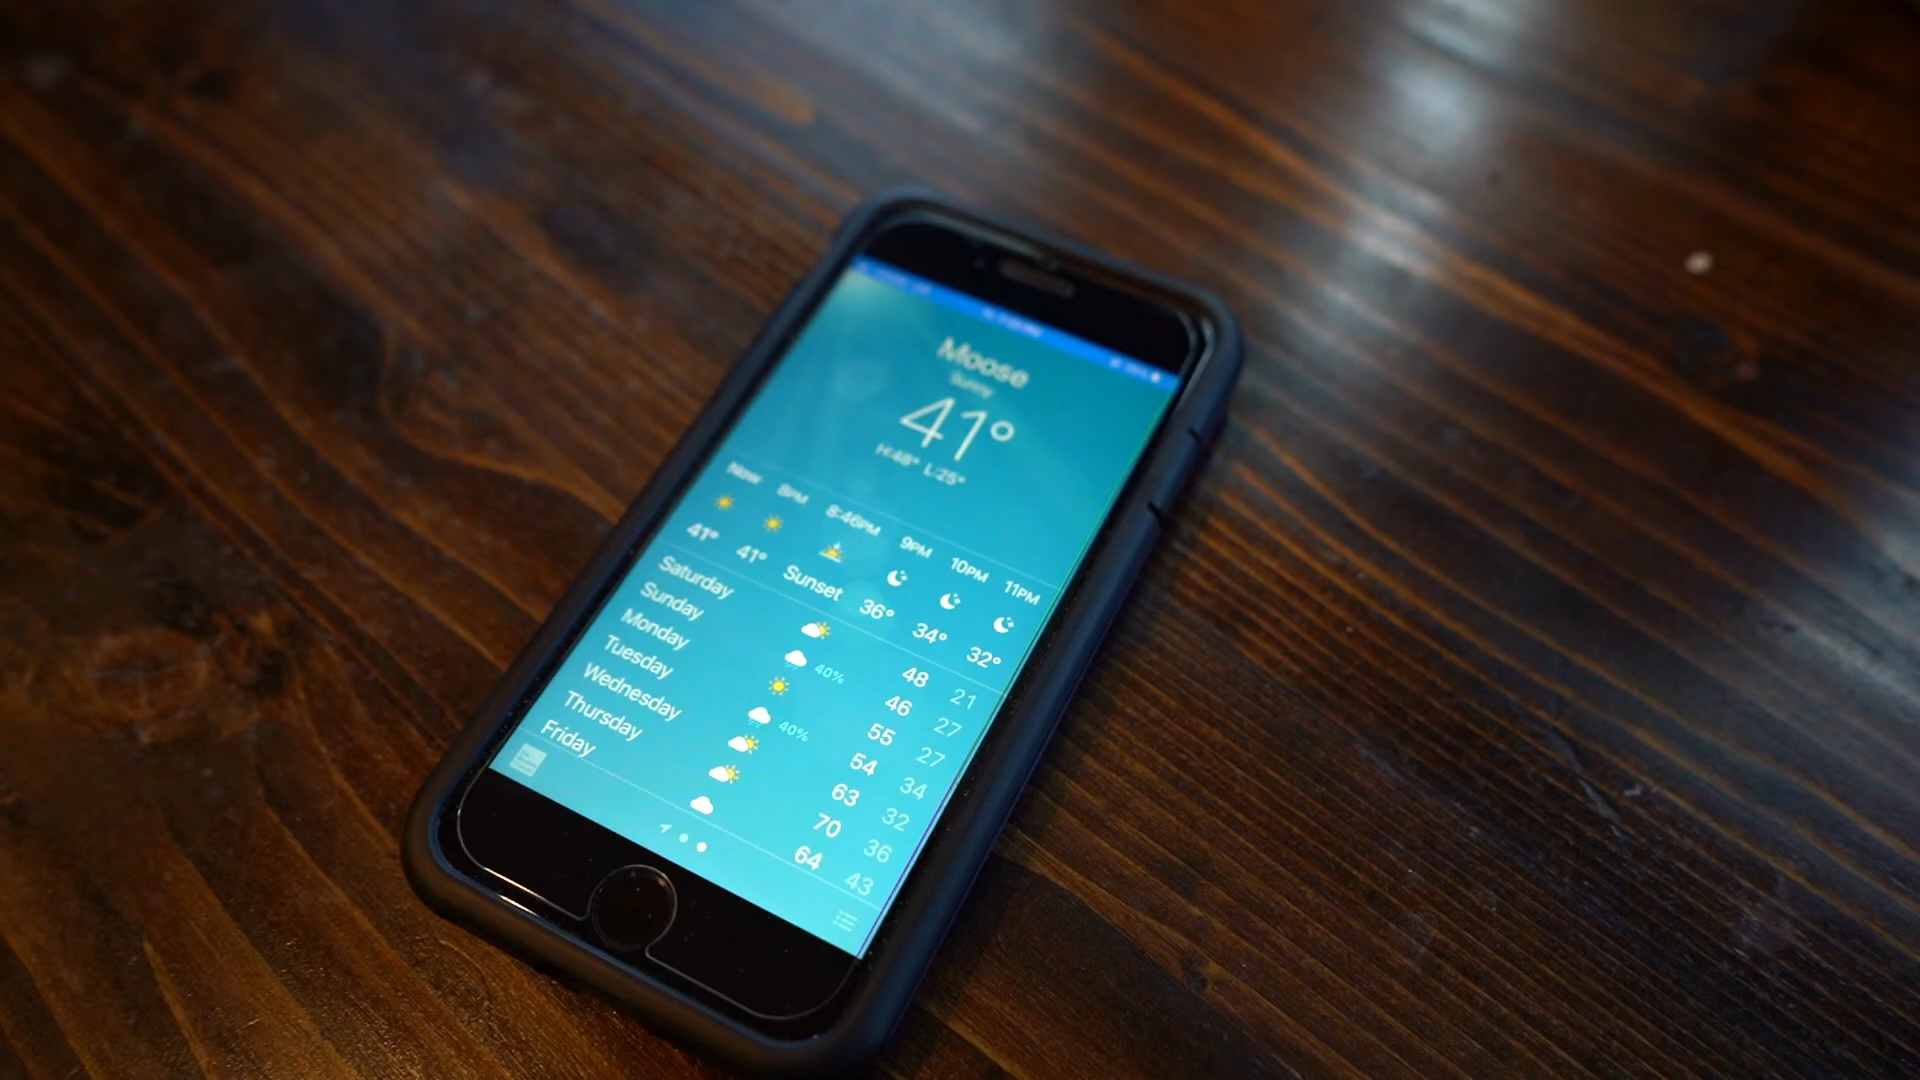 Moose
Sunny
41°
H:48° L:25°
Now 8PM 8:46PM 9PM 10PM 11PM
41° 41° Sunset 36° 34° 32°
Saturday 48 21
Sunday 40% 46 27
Monday 55 27
Tuesday 40% 54 34
Wednesday 63 32
Thursday 70 36
Friday 64 43